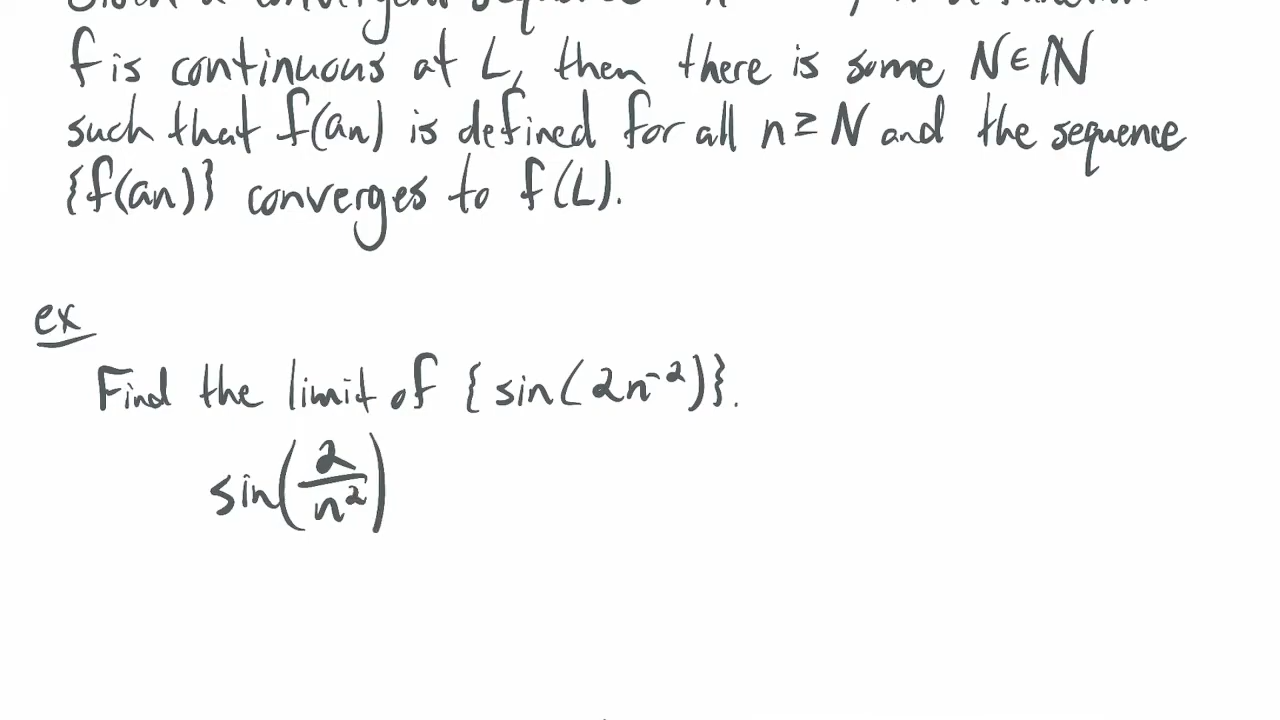 f is continuous at L, then there is some N ∈ ℕ
such that f(an) is defined for all n ≥ N and the sequence
{f(an)} converges to f(L).
ex
Find the limit of {sin(2n⁻²)}.
sin(2/n²)